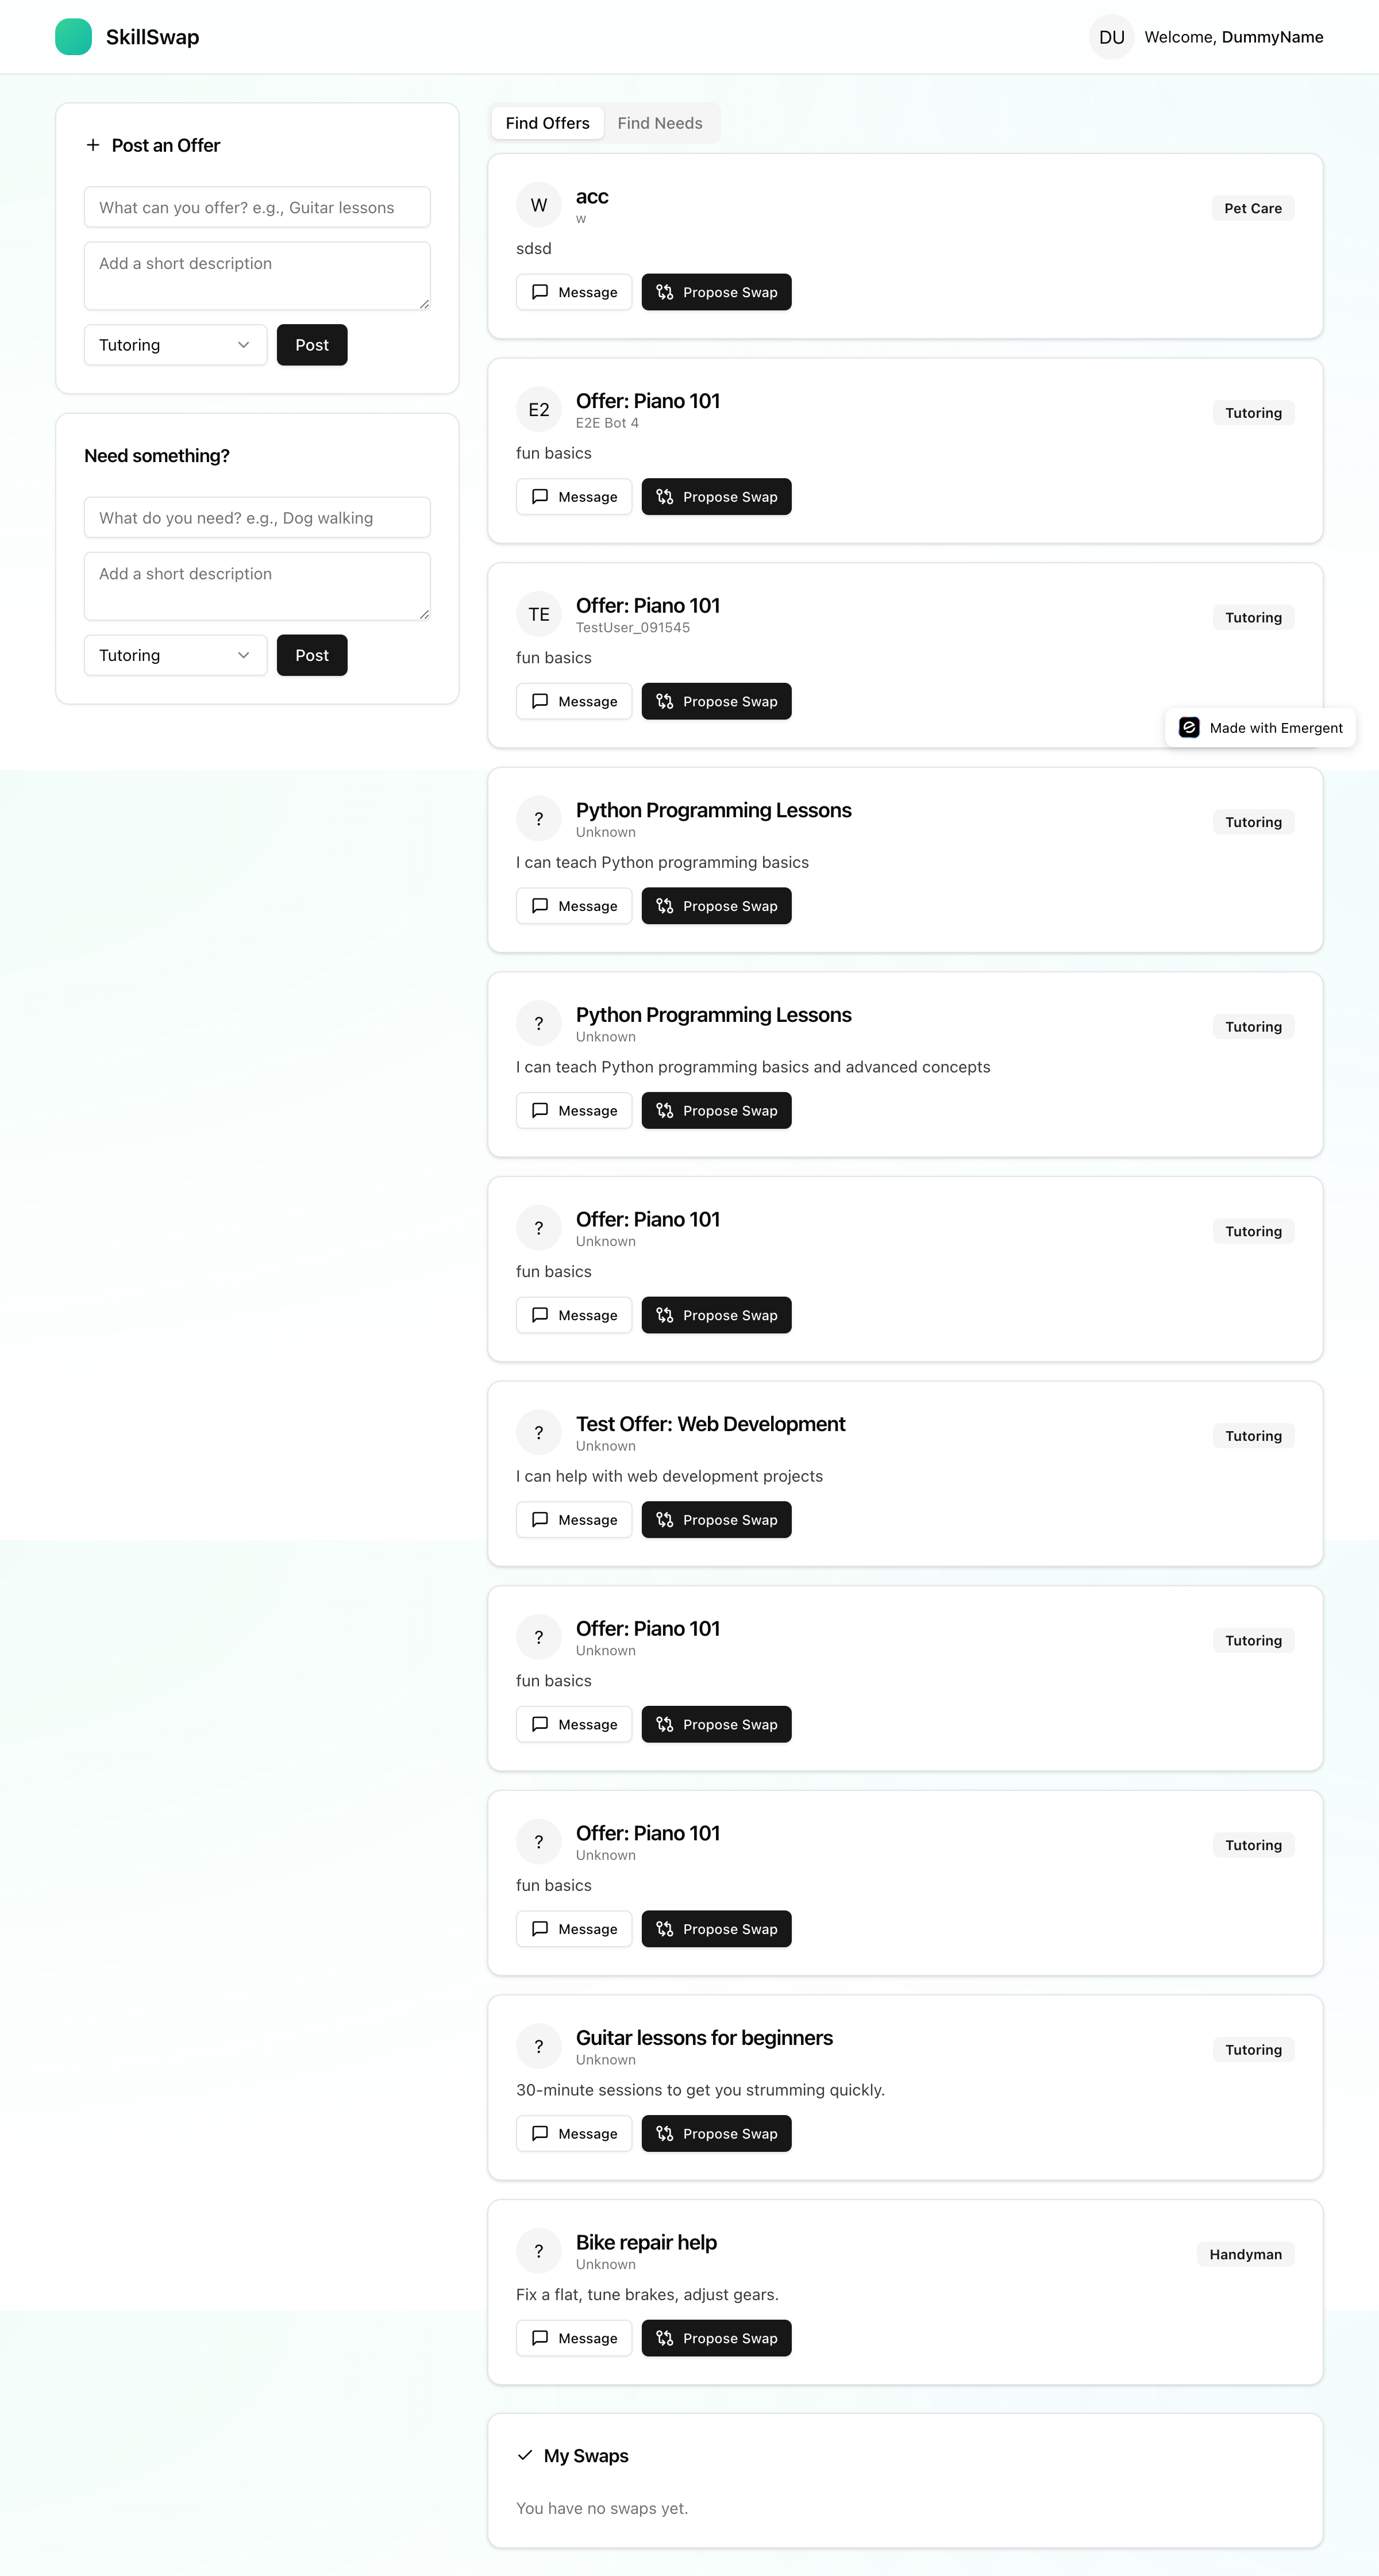 SkillSwap
DU
Welcome, DummyName
Post an Offer
What can you offer? e.g., Guitar lessons
Add a short description
Tutoring
Post
Need something?
What do you need? e.g., Dog walking
Add a short description
Tutoring
Post
Find Offers
Find Needs
W
acc
w
Pet Care
sdsd
Message
Propose Swap
E2
Offer: Piano 101
E2E Bot 4
Tutoring
fun basics
Message
Propose Swap
TE
Offer: Piano 101
TestUser_091545
Tutoring
fun basics
Message
Propose Swap
Made with Emergent
?
Python Programming Lessons
Unknown
Tutoring
I can teach Python programming basics
Message
Propose Swap
?
Python Programming Lessons
Unknown
Tutoring
I can teach Python programming basics and advanced concepts
Message
Propose Swap
?
Offer: Piano 101
Unknown
Tutoring
fun basics
Message
Propose Swap
?
Test Offer: Web Development
Unknown
Tutoring
I can help with web development projects
Message
Propose Swap
?
Offer: Piano 101
Unknown
Tutoring
fun basics
Message
Propose Swap
?
Offer: Piano 101
Unknown
Tutoring
fun basics
Message
Propose Swap
?
Guitar lessons for beginners
Unknown
Tutoring
30-minute sessions to get you strumming quickly.
Message
Propose Swap
?
Bike repair help
Unknown
Handyman
Fix a flat, tune brakes, adjust gears.
Message
Propose Swap
My Swaps
You have no swaps yet.